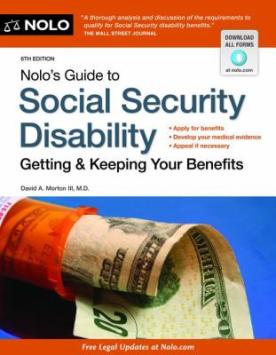 NOLO
"A thorough analysis and discussion of the requirements to
qualify for Social Security disability benefits."
THE WALL STREET JOURNAL
DOWNLOAD
ALL FORMS
at nolo.com
6TH EDITION
Nolo's Guide to
Social Security
Disability
• Apply for benefits
• Develop your medical evidence
• Appeal if necessary
Getting & Keeping Your Benefits
David A. Morton III, M.D.
20
Free Legal Updates at Nolo.com